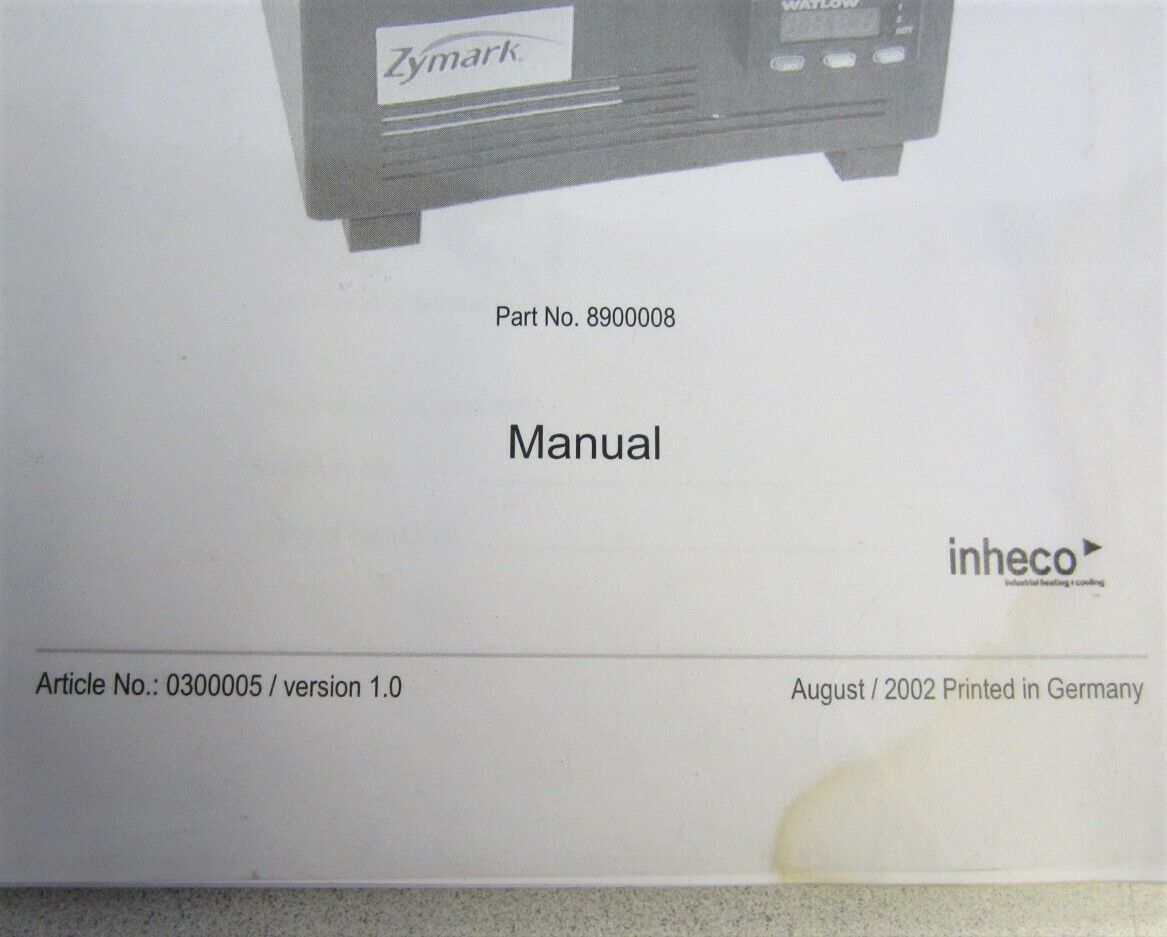 WATLOW
Zymark
Part No. 8900008
Manual
inheco
industrial heating + cooling
Article No.: 0300005 / version 1.0
August / 2002 Printed in Germany